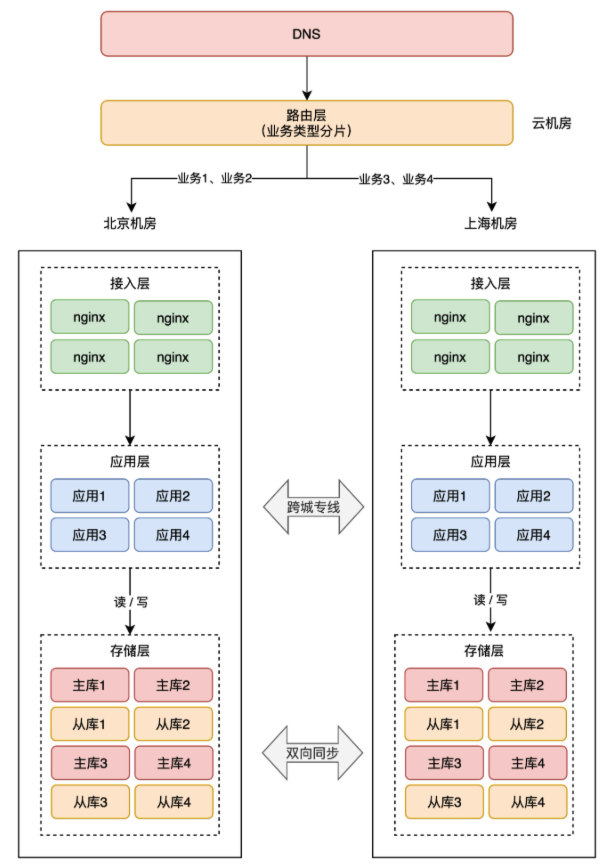 DNS
路由层
（业务类型分片）
云机房
业务1、业务2
业务3、业务4
北京机房
上海机房
接入层
nginx
nginx
nginx
nginx
应用层
应用1
应用2
应用3
应用4
读 / 写
存储层
主库1
主库2
从库1
从库2
主库3
主库4
从库3
从库4
跨城专线
双向同步
接入层
nginx
nginx
nginx
nginx
应用层
应用1
应用2
应用3
应用4
读 / 写
存储层
主库1
主库2
从库1
从库2
主库3
主库4
从库3
从库4